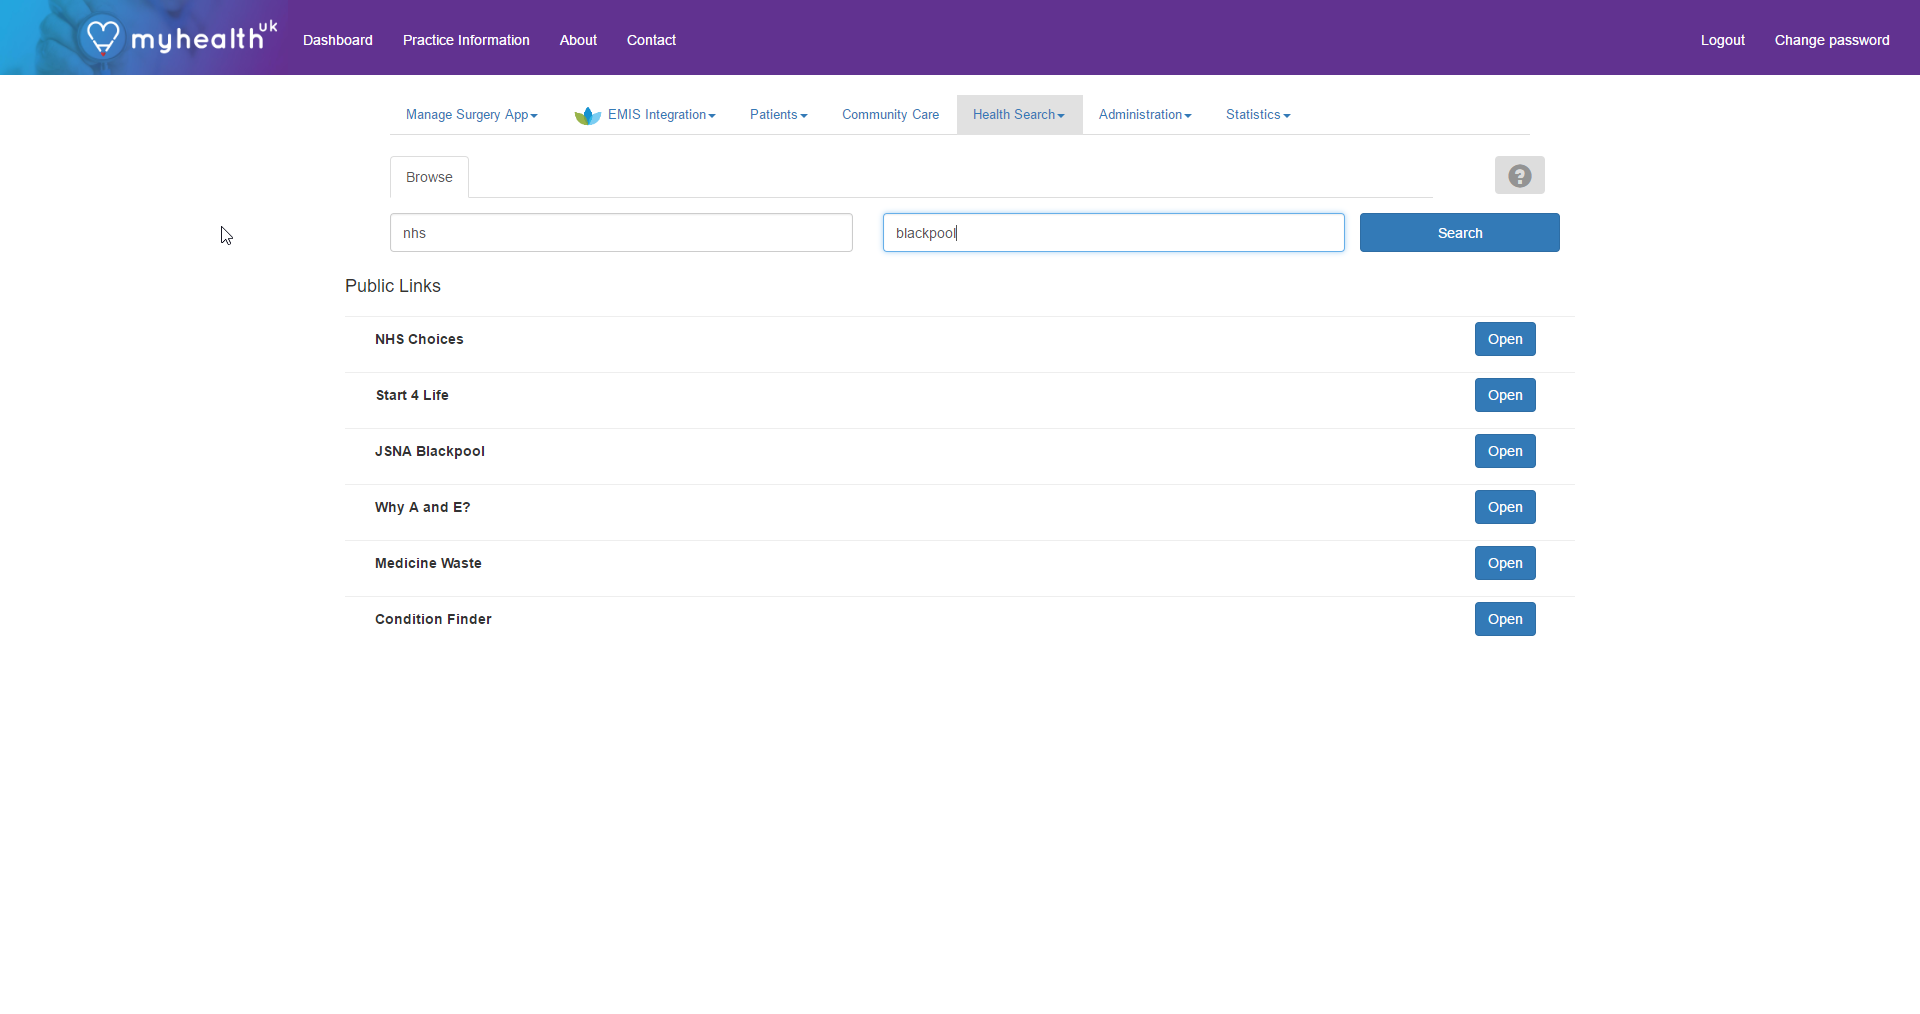 myhealth uk Dashboard Practice Information About Contact Logout Change password
Manage Surgery App EMIS Integration Patients Community Care Health Search Administration Statistics
Browse ?
nhs blackpool Search
Public Links
NHS Choices Open
Start 4 Life Open
JSNA Blackpool Open
Why A and E? Open
Medicine Waste Open
Condition Finder Open